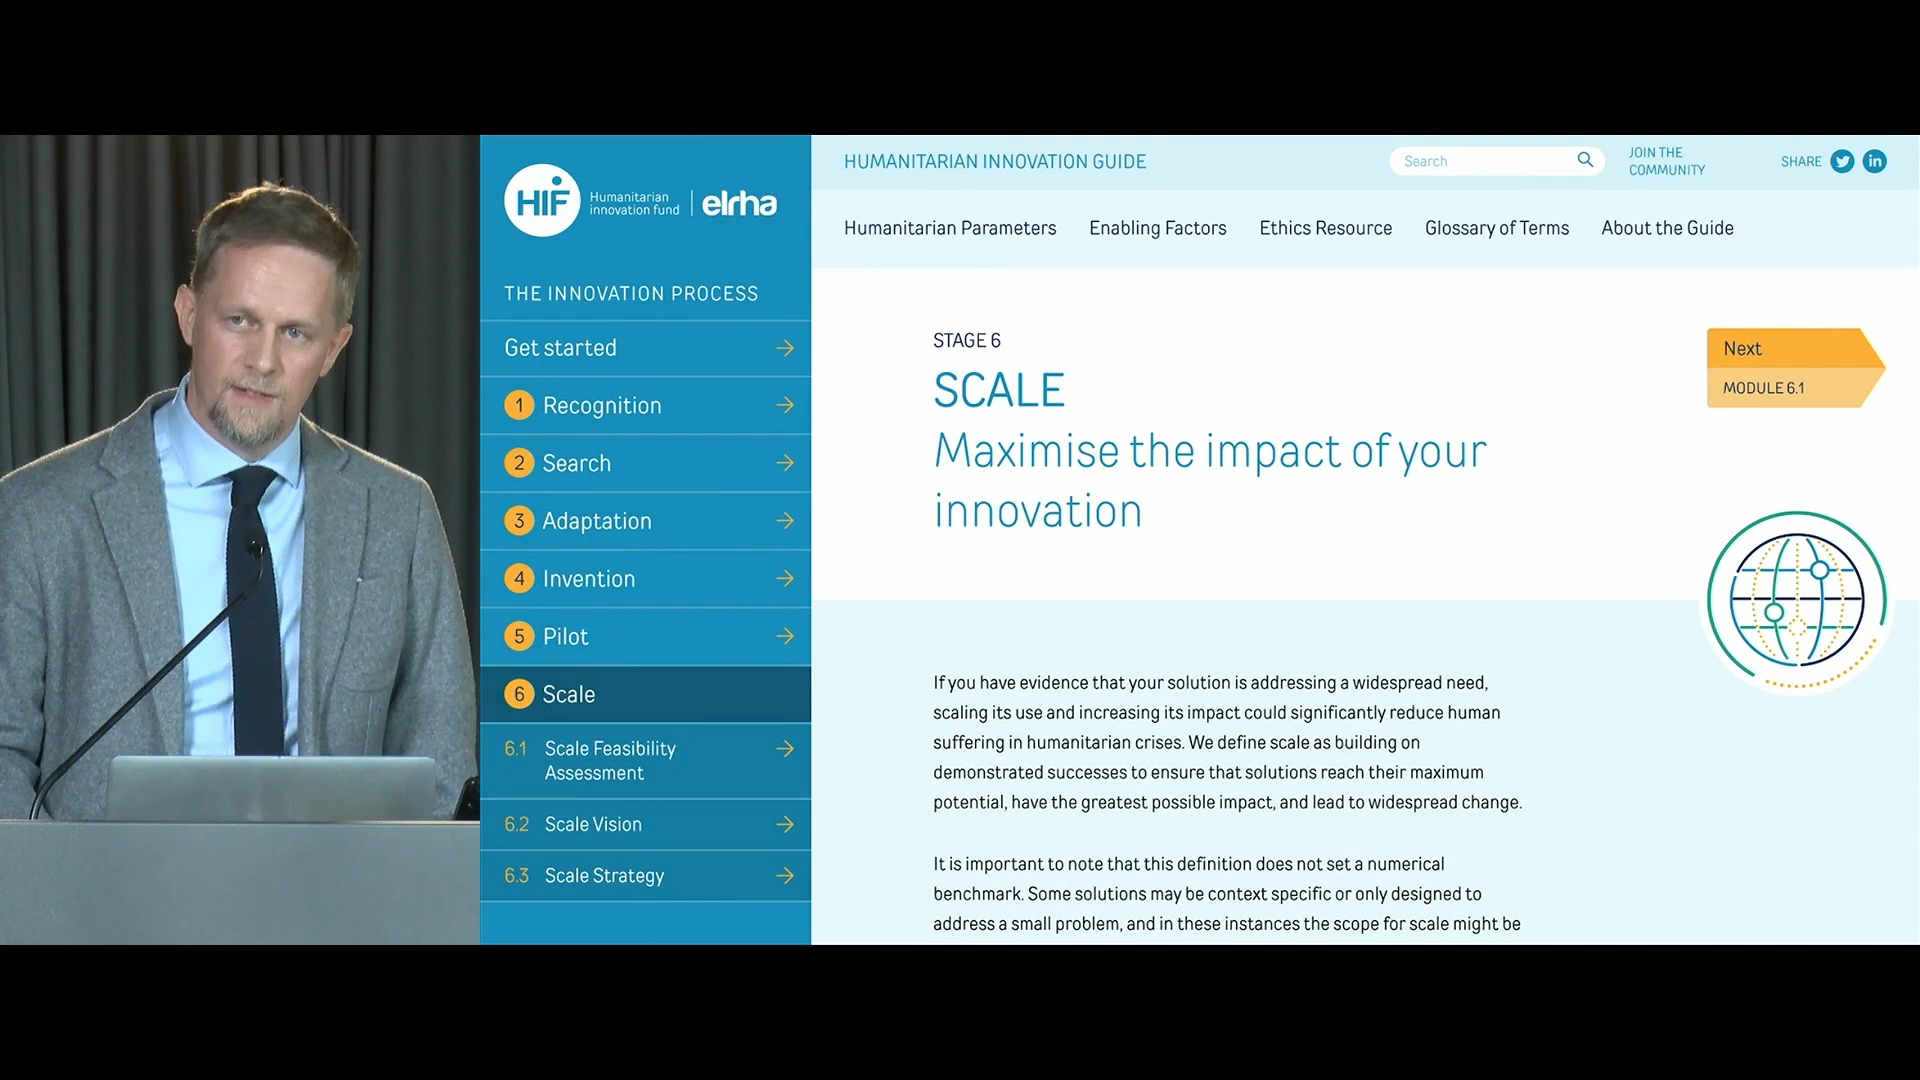 HIF
Humanitarian
innovation fund
elrha
THE INNOVATION PROCESS
Get started
1 Recognition
2 Search
3 Adaptation
4 Invention
5 Pilot
6 Scale
6.1 Scale Feasibility
Assessment
6.2 Scale Vision
6.3 Scale Strategy
HUMANITARIAN INNOVATION GUIDE
Search
JOIN THE
COMMUNITY
SHARE
in
Humanitarian Parameters
Enabling Factors
Ethics Resource
Glossary of Terms
About the Guide
STAGE 6
SCALE
Maximise the impact of your
innovation
Next
MODULE 6.1
If you have evidence that your solution is addressing a widespread need,
scaling its use and increasing its impact could significantly reduce human
suffering in humanitarian crises. We define scale as building on
demonstrated successes to ensure that solutions reach their maximum
potential, have the greatest possible impact, and lead to widespread change.
It is important to note that this definition does not set a numerical
benchmark. Some solutions may be context specific or only designed to
address a small problem, and in these instances the scope for scale might be